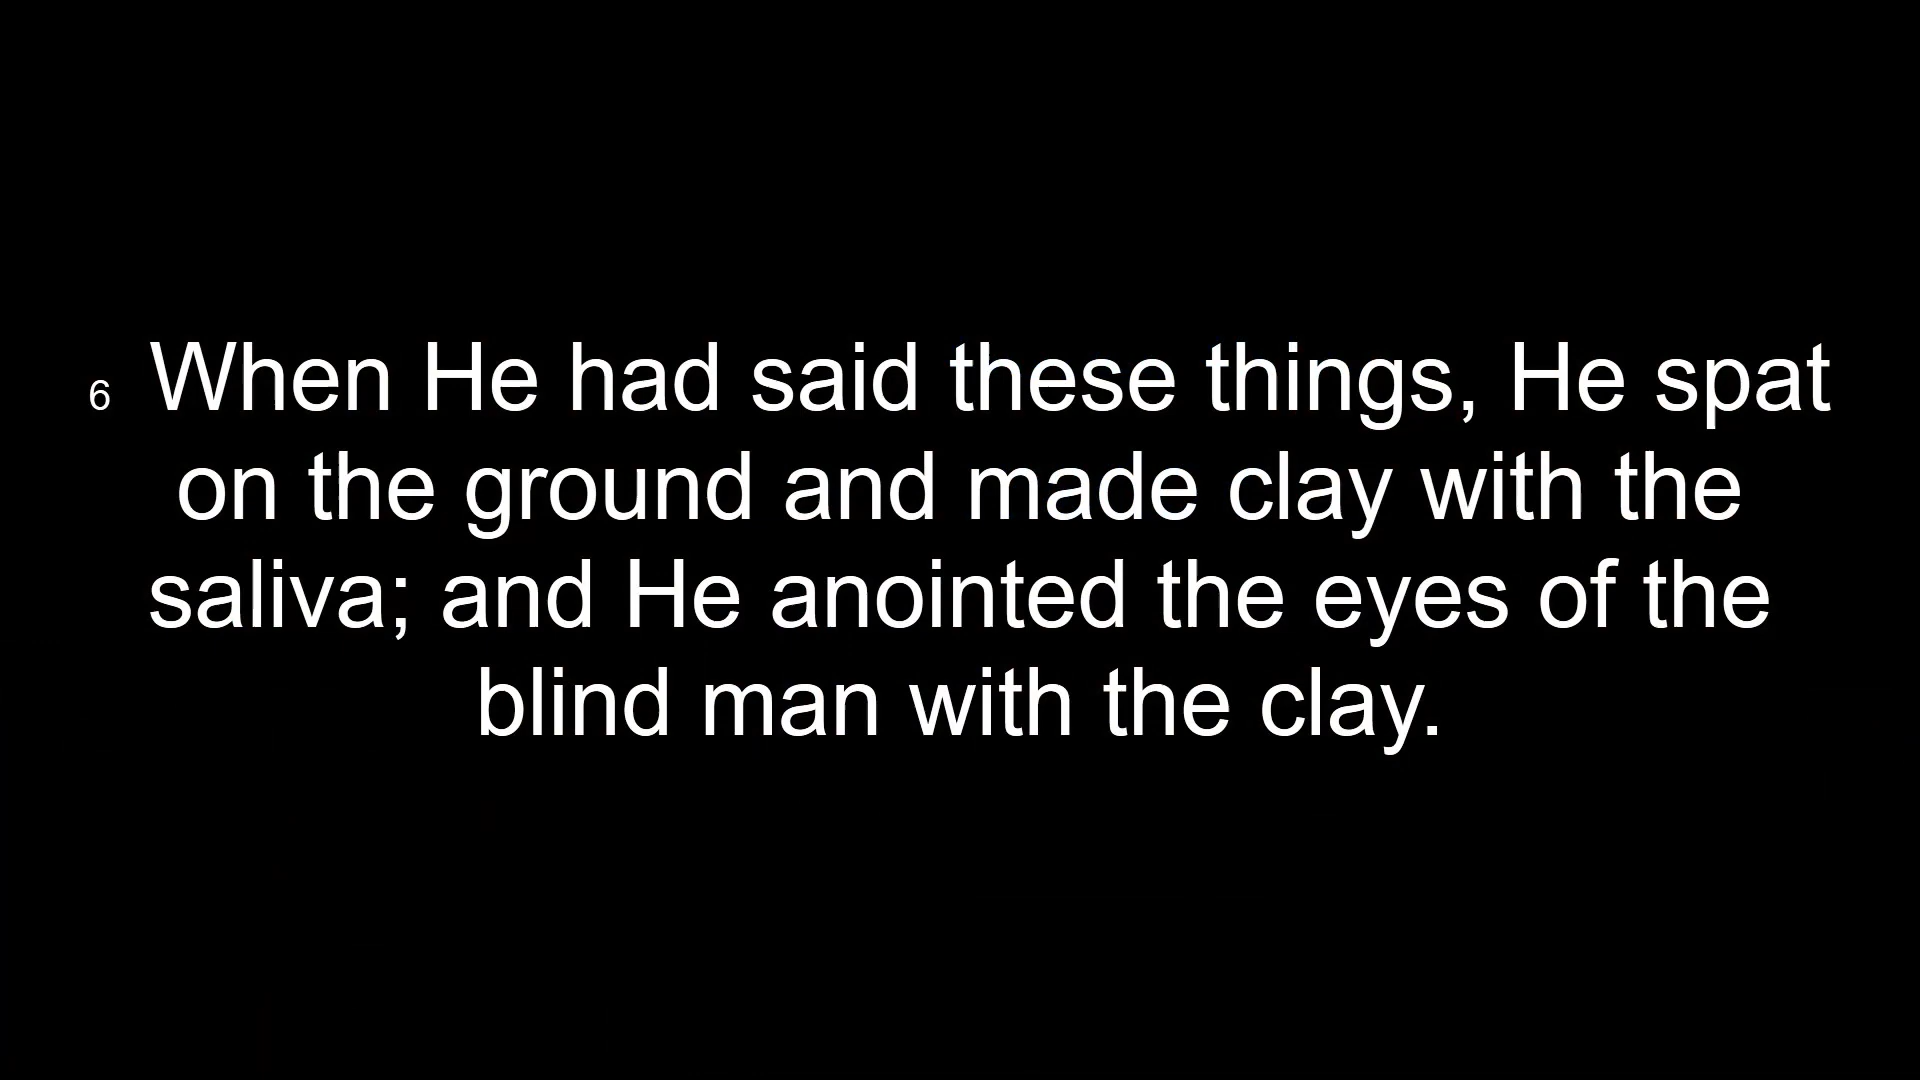 6 When He had said these things, He spat
on the ground and made clay with the
saliva; and He anointed the eyes of the
blind man with the clay.